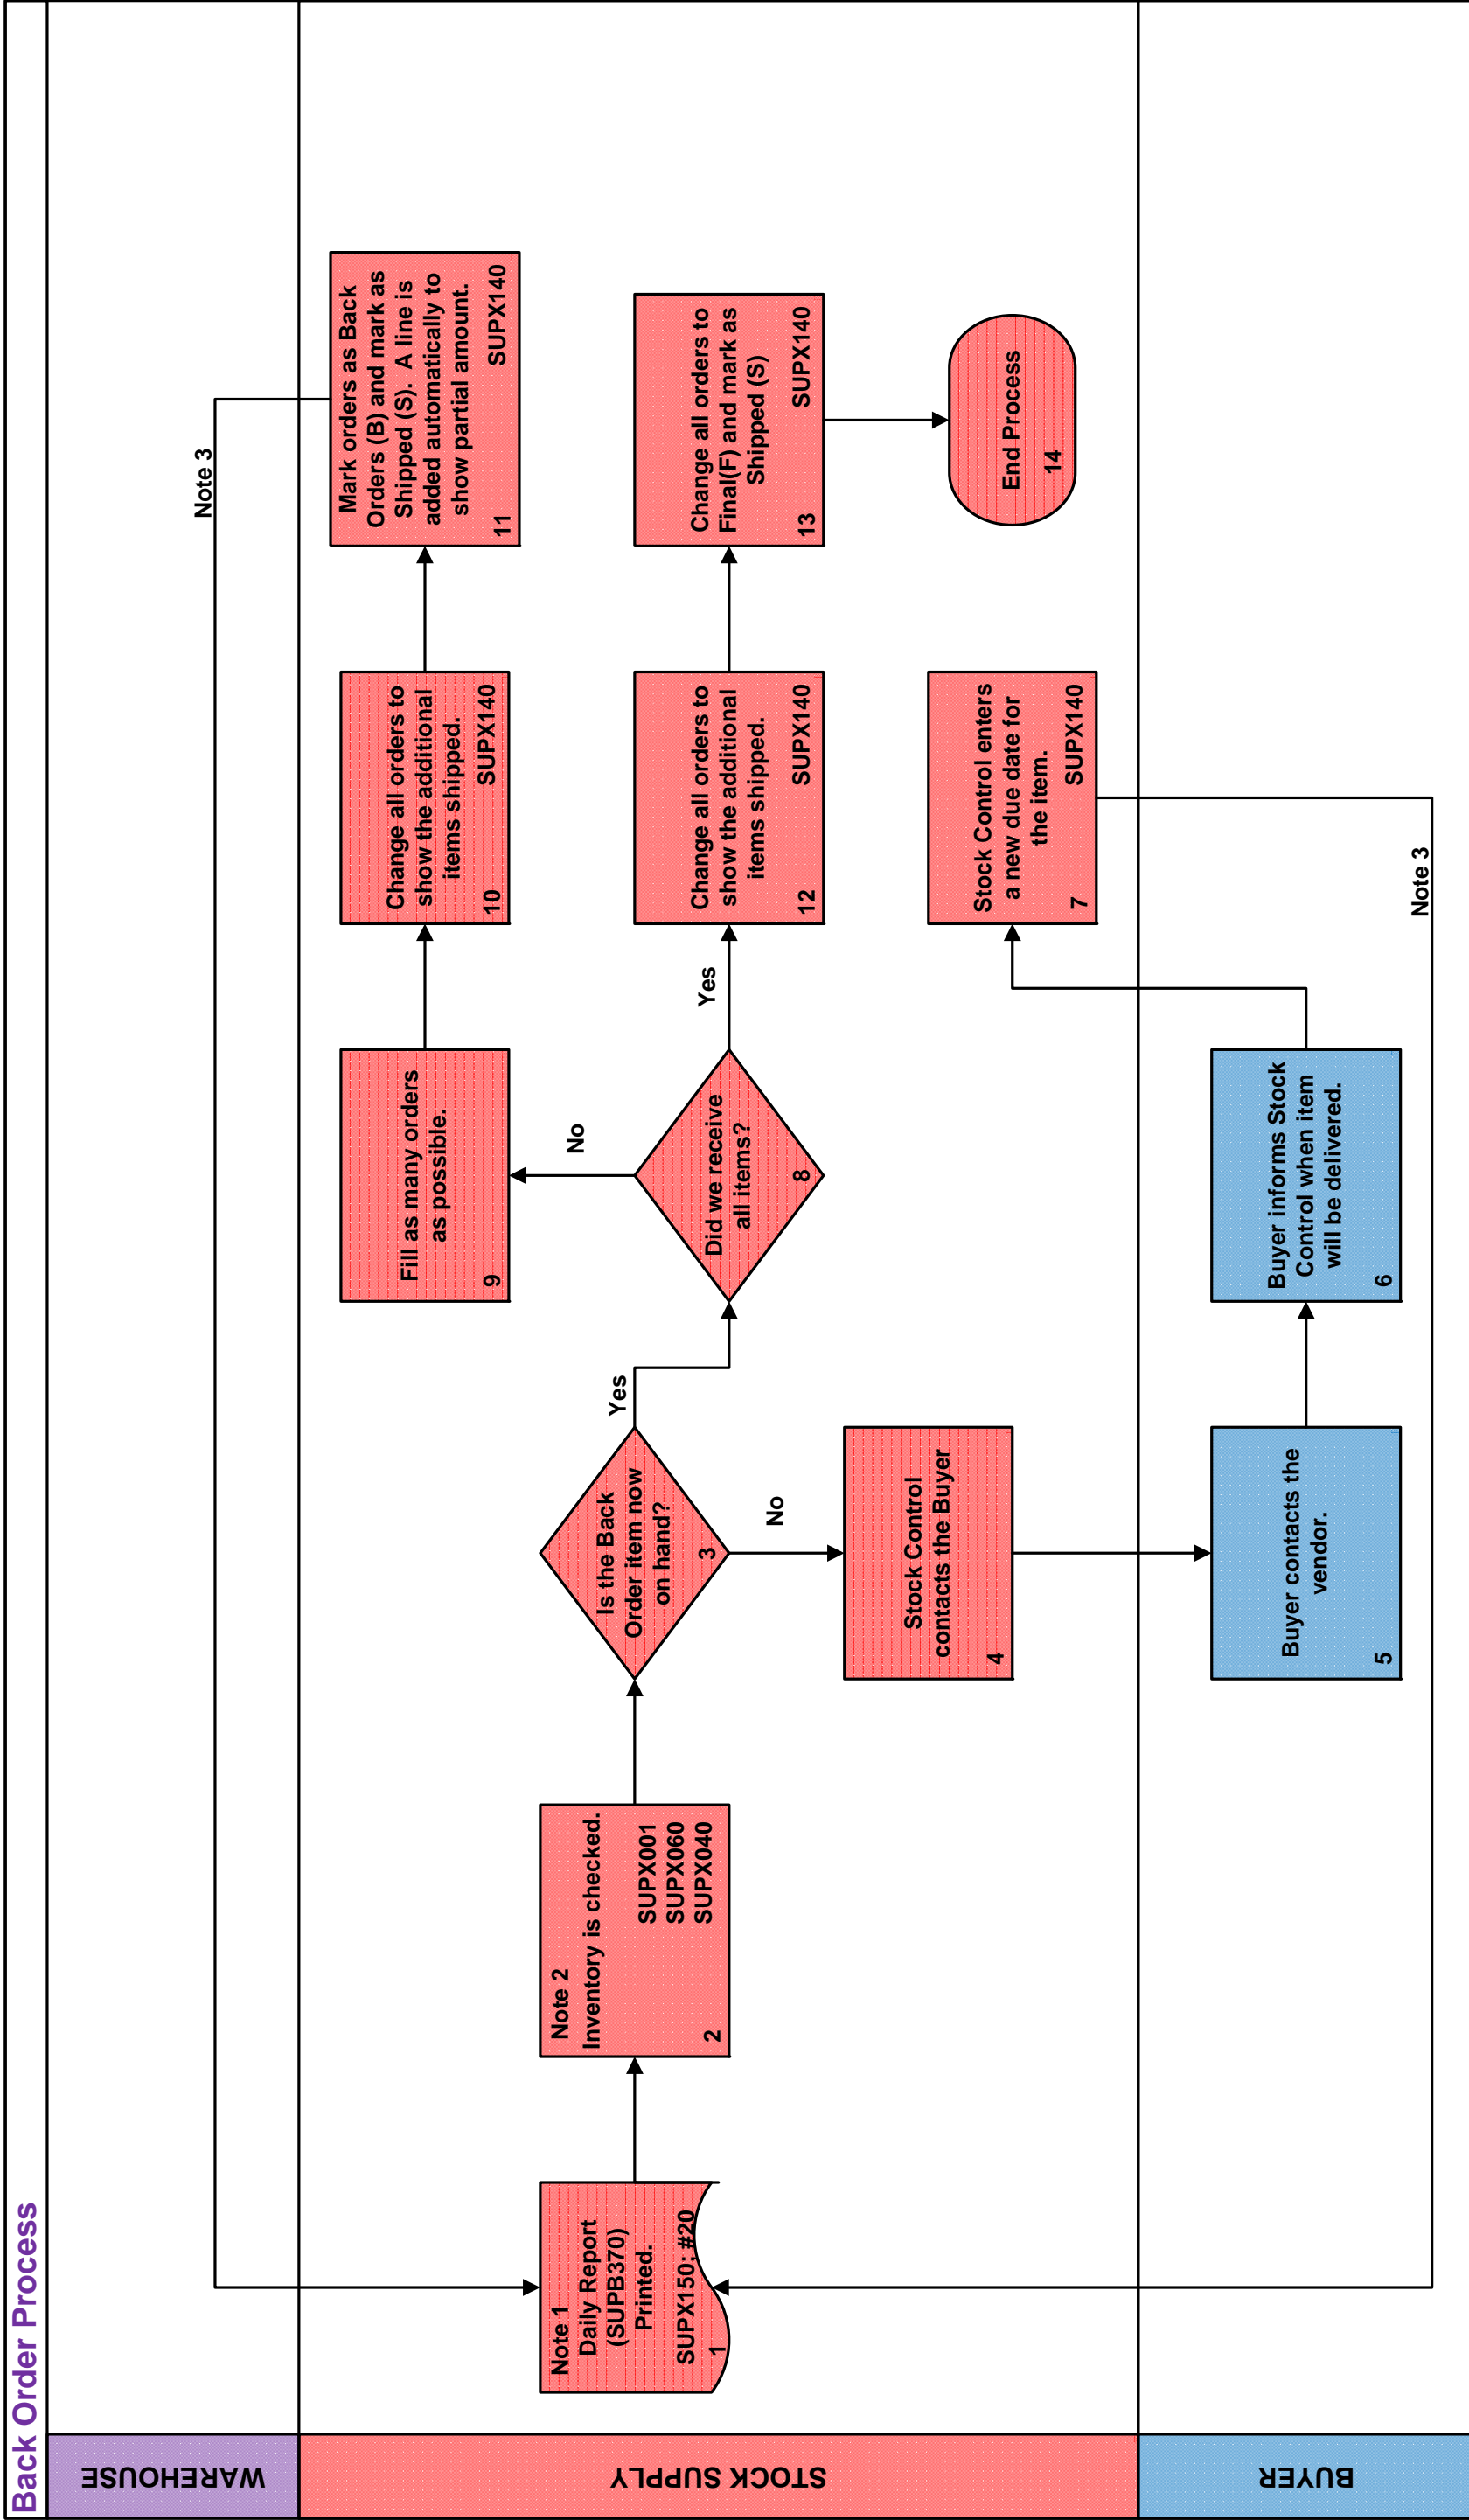 Back Order Process
WAREHOUSE
STOCK SUPPLY
BUYER
Note 1
Daily Report
(SUPB370)
Printed.
SUPX150; #20
1
Note 2
Inventory is checked.
SUPX001
SUPX060
SUPX040
2
Is the Back
Order item now
on hand?
3
Yes
No
Stock Control
contacts the Buyer
4
Buyer contacts the
vendor.
5
Buyer informs Stock
Control when item
will be delivered.
6
Stock Control enters
a new due date for
the item.
SUPX140
7
Note 3
Did we receive
all items?
8
No
Yes
Fill as many orders
as possible.
9
Change all orders to
show the additional
items shipped.
SUPX140
10
Mark orders as Back
Orders (B) and mark as
Shipped (S).  A line is
added automatically to
show partial amount.
SUPX140
11
Note 3
Change all orders to
show the additional
items shipped.
SUPX140
12
Change all orders to
Final(F) and mark as
Shipped (S)
SUPX140
13
End Process
14